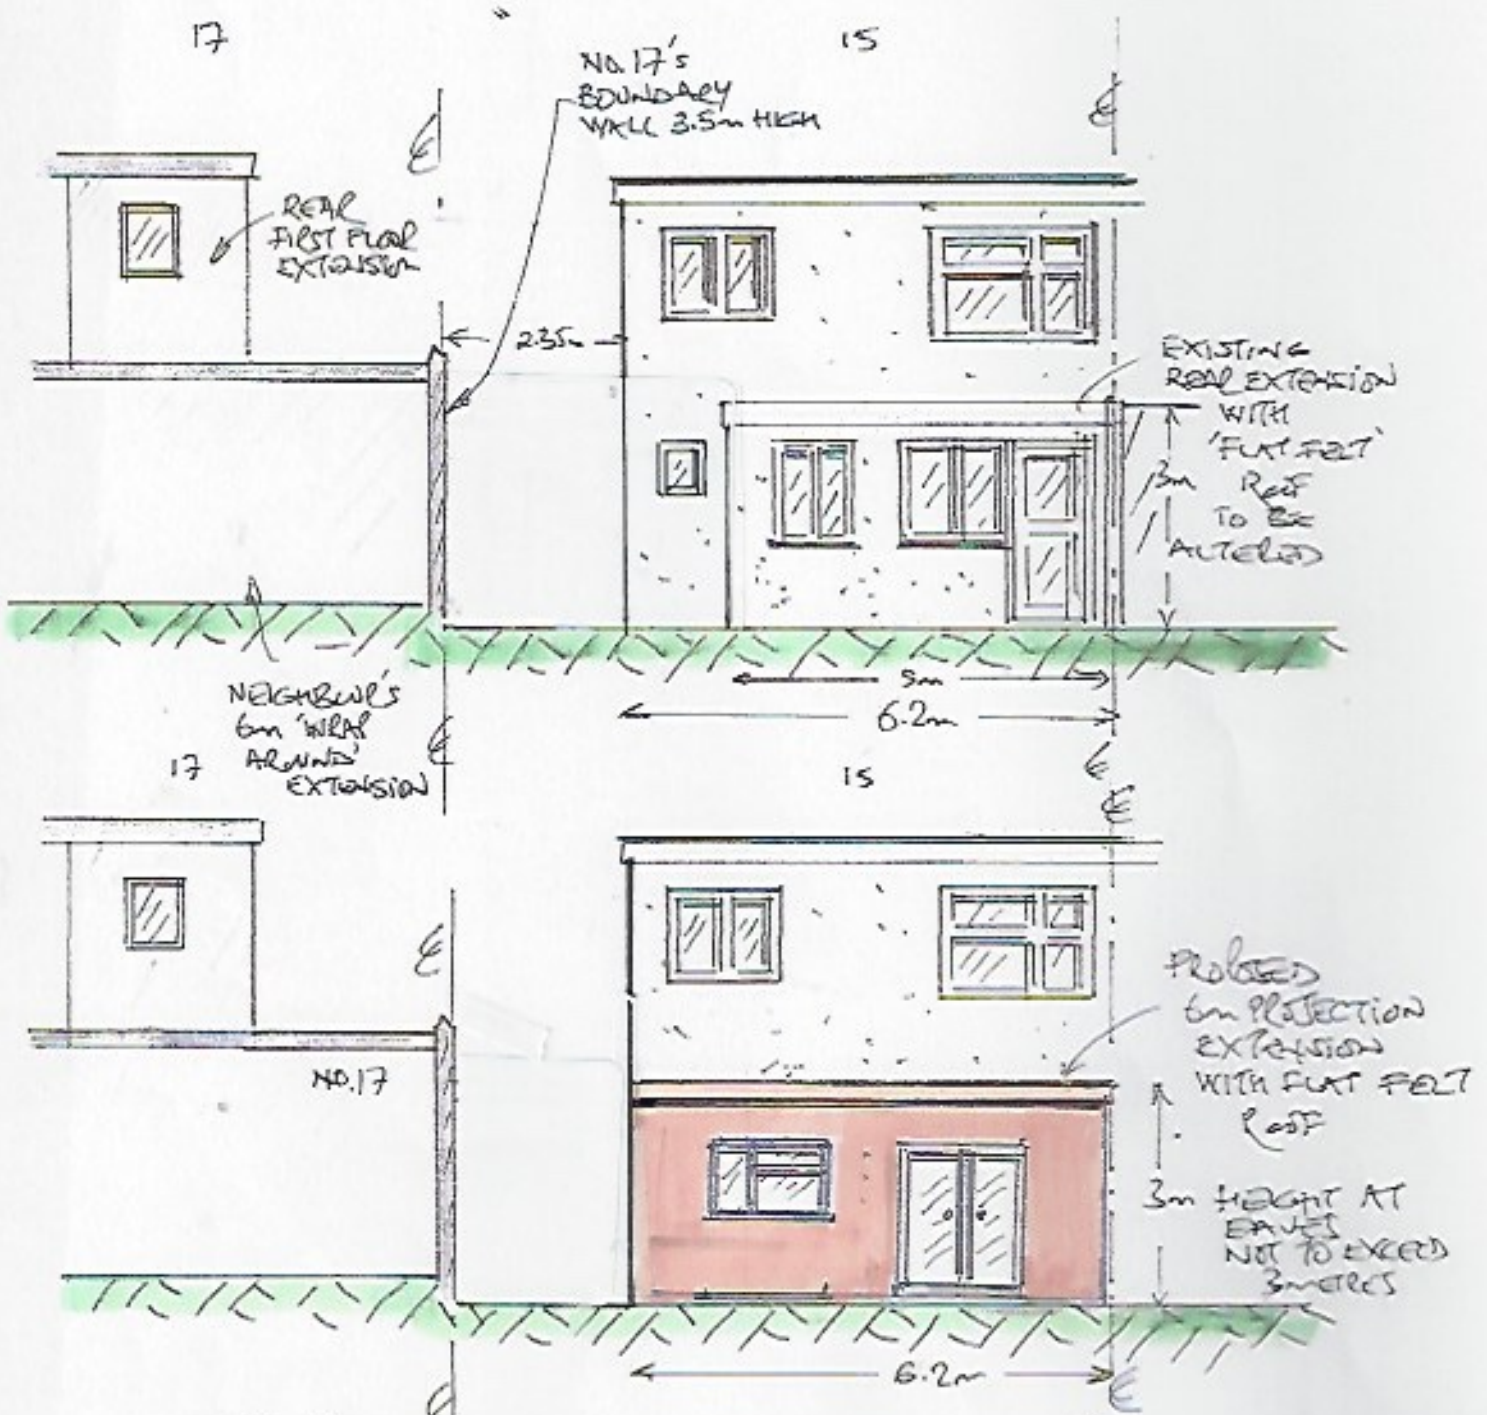 17
15
NO.17's
BOUNDARY
WALL 3.5m HIGH
REAR
FIRST FLOOR
EXTENSION
2.35m
EXISTING
REAR EXTENSION
WITH
'FLAT FELT'
ROOF
TO BE
ALTERED
3m
5m
6.2m
NEIGHBOUR'S
6m 'WRAP
AROUND'
EXTENSION
17
15
NO.17
PROPOSED
6m PROJECTION
EXTENSION
WITH FLAT FELT
ROOF
3m HEIGHT AT
EAVES
NOT TO EXCEED
3 METRES
6.2m